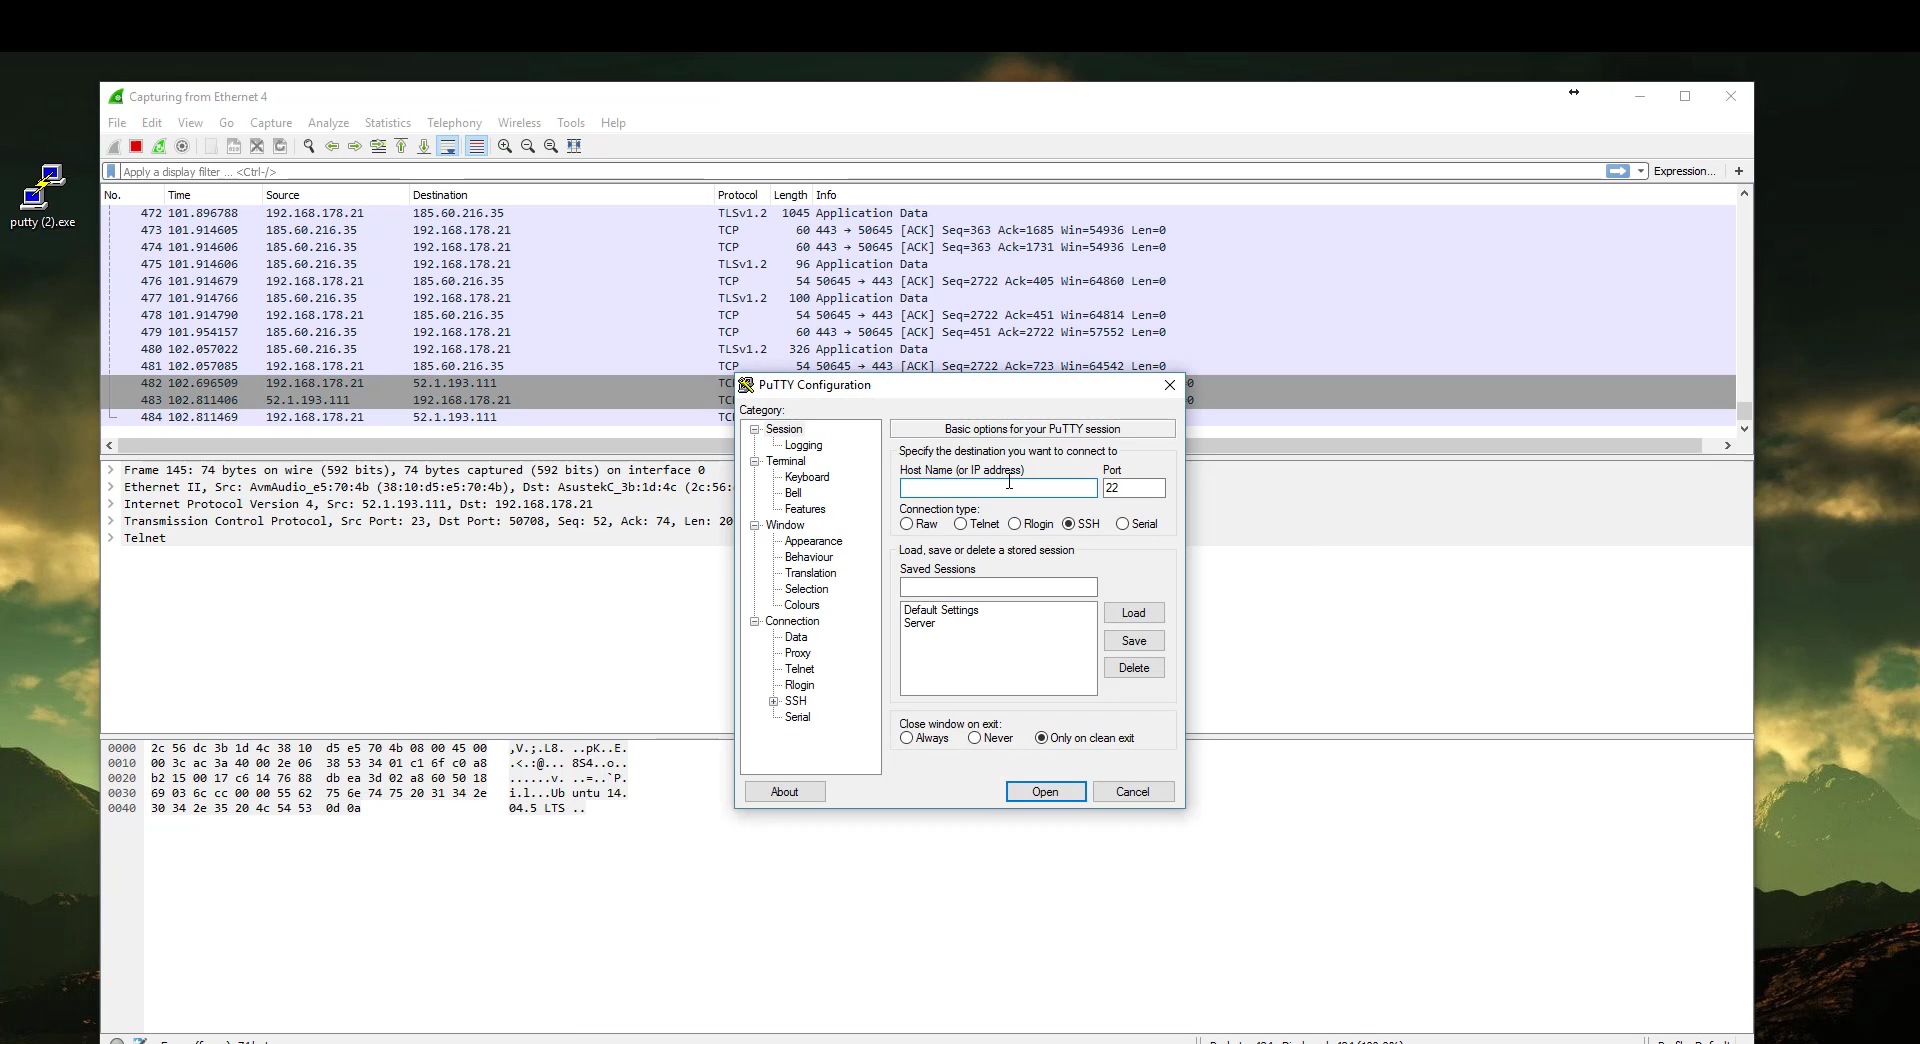 putty (2).exe
Capturing from Ethernet 4
File Edit View Go Capture Analyze Statistics Telephony Wireless Tools Help
Apply a display filter ... <Ctrl-/>
Expression... +
No. Time Source Destination Protocol Length Info
472 101.896788 192.168.178.21 185.60.216.35 TLSv1.2 1045 Application Data
473 101.914605 185.60.216.35 192.168.178.21 TCP 60 443 → 50645 [ACK] Seq=363 Ack=1685 Win=54936 Len=0
474 101.914606 185.60.216.35 192.168.178.21 TCP 60 443 → 50645 [ACK] Seq=363 Ack=1731 Win=54936 Len=0
475 101.914606 185.60.216.35 192.168.178.21 TLSv1.2 96 Application Data
476 101.914679 192.168.178.21 185.60.216.35 TCP 54 50645 → 443 [ACK] Seq=2722 Ack=405 Win=64860 Len=0
477 101.914766 185.60.216.35 192.168.178.21 TLSv1.2 100 Application Data
478 101.914790 192.168.178.21 185.60.216.35 TCP 54 50645 → 443 [ACK] Seq=2722 Ack=451 Win=64814 Len=0
479 101.954157 185.60.216.35 192.168.178.21 TCP 60 443 → 50645 [ACK] Seq=451 Ack=2722 Win=57552 Len=0
480 102.057022 185.60.216.35 192.168.178.21 TLSv1.2 326 Application Data
481 102.057085 192.168.178.21 185.60.216.35 TCP 54 50645 → 443 [ACK] Seq=2722 Ack=723 Win=64542 Len=0
482 102.696509 192.168.178.21 52.1.193.111 TC 0
483 102.811406 52.1.193.111 192.168.178.21 TC 0
484 102.811469 192.168.178.21 52.1.193.111 TC
Frame 145: 74 bytes on wire (592 bits), 74 bytes captured (592 bits) on interface 0
Ethernet II, Src: AvmAudio_e5:70:4b (38:10:d5:e5:70:4b), Dst: AsustekC_3b:1d:4c (2c:56:
Internet Protocol Version 4, Src: 52.1.193.111, Dst: 192.168.178.21
Transmission Control Protocol, Src Port: 23, Dst Port: 50708, Seq: 52, Ack: 74, Len: 20
Telnet
0000 2c 56 dc 3b 1d 4c 38 10 d5 e5 70 4b 08 00 45 00 ,V.;.L8. ..pK..E.
0010 00 3c ac 3a 40 00 2e 06 38 53 34 01 c1 6f c0 a8 .<.:@... 8S4..o..
0020 b2 15 00 17 c6 14 76 88 db ea 3d 02 a8 60 50 18 ......v. ..=..`P.
0030 69 03 6c cc 00 00 55 62 75 6e 74 75 20 31 34 2e i.l...Ub untu 14.
0040 30 34 2e 35 20 4c 54 53 0d 0a 04.5 LTS ..
PuTTY Configuration
Category:
Session
Logging
Terminal
Keyboard
Bell
Features
Window
Appearance
Behaviour
Translation
Selection
Colours
Connection
Data
Proxy
Telnet
Rlogin
SSH
Serial
Basic options for your PuTTY session
Specify the destination you want to connect to
Host Name (or IP address) Port
22
Connection type:
Raw Telnet Rlogin SSH Serial
Load, save or delete a stored session
Saved Sessions
Default Settings
Server
Load
Save
Delete
Close window on exit:
Always Never Only on clean exit
About Open Cancel